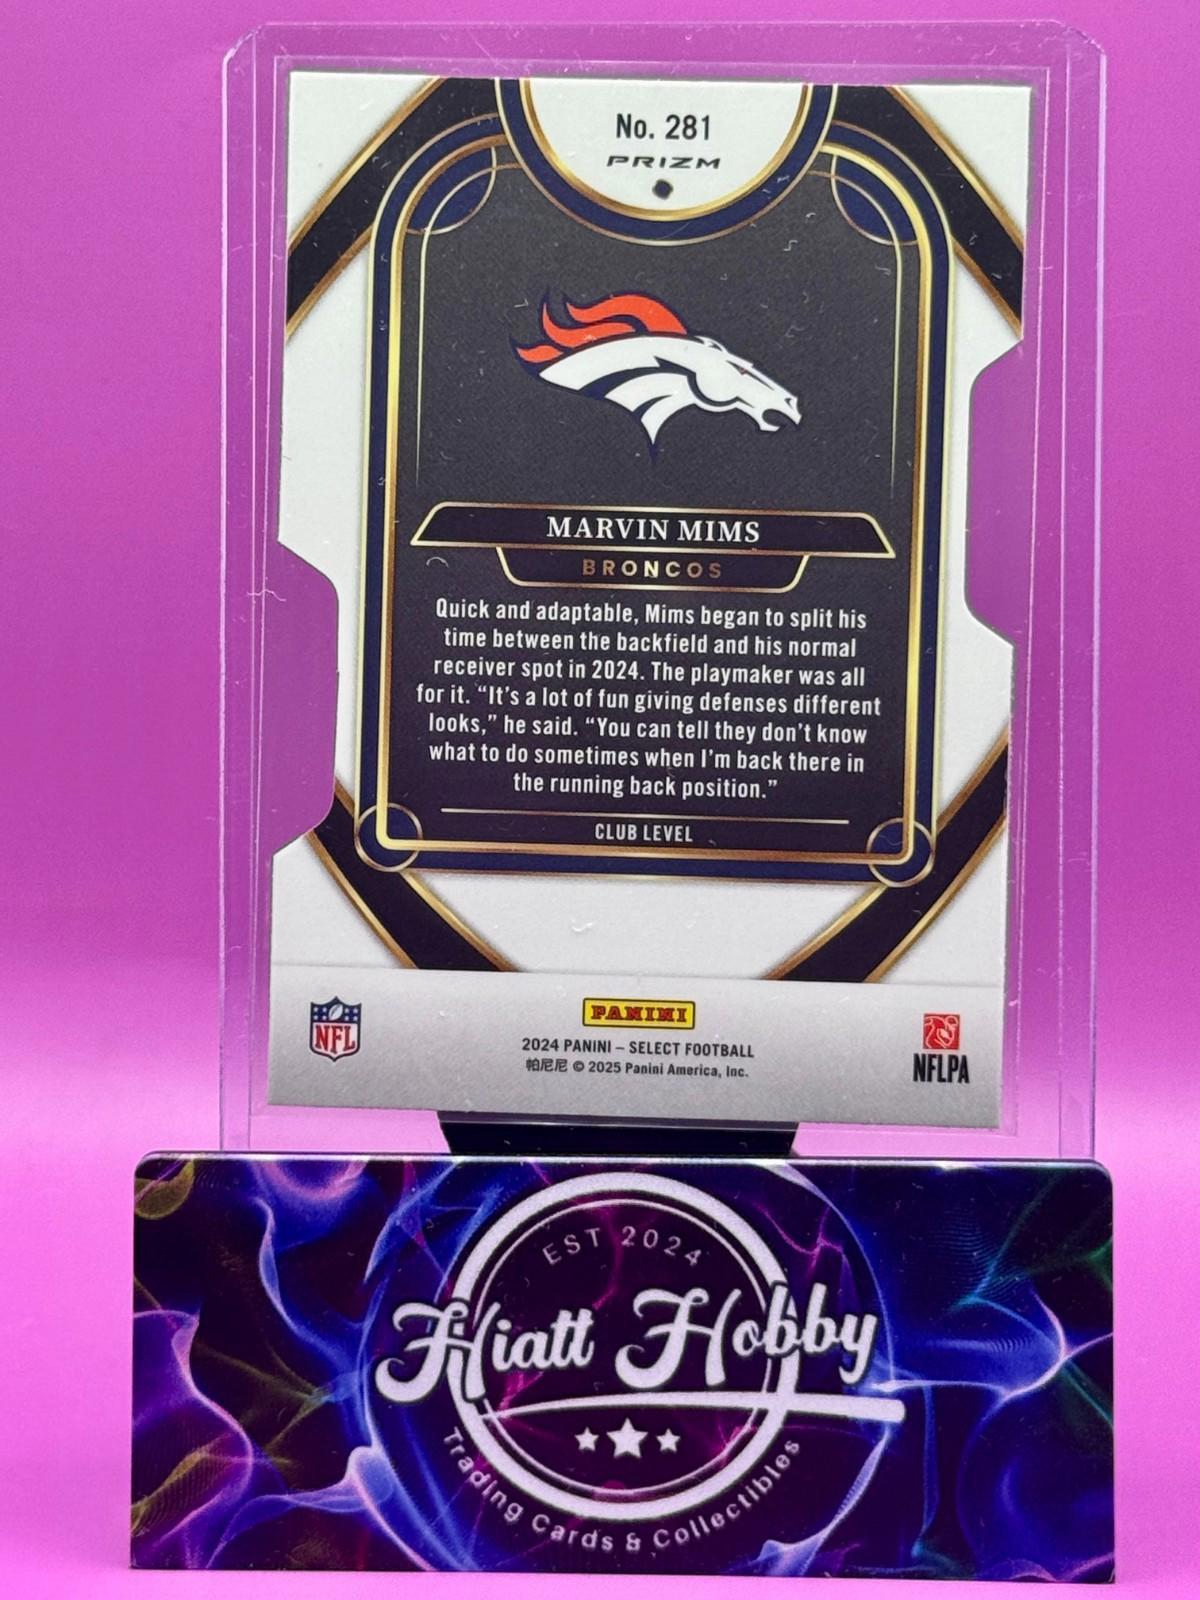 No. 281
PRIZM
MARVIN MIMS
BRONCOS
Quick and adaptable, Mims began to split his
time between the backfield and his normal
receiver spot in 2024. The playmaker was all
for it. “It’s a lot of fun giving defenses different
looks,” he said. “You can tell they don’t know
what to do sometimes when I’m back there in
the running back position.”
CLUB LEVEL
NFL
PANINI
2024 PANINI – SELECT FOOTBALL
帕尼尼 © 2025 Panini America, Inc.
NFLPA
EST 2024
Hiatt Hobby
Trading Cards & Collectibles